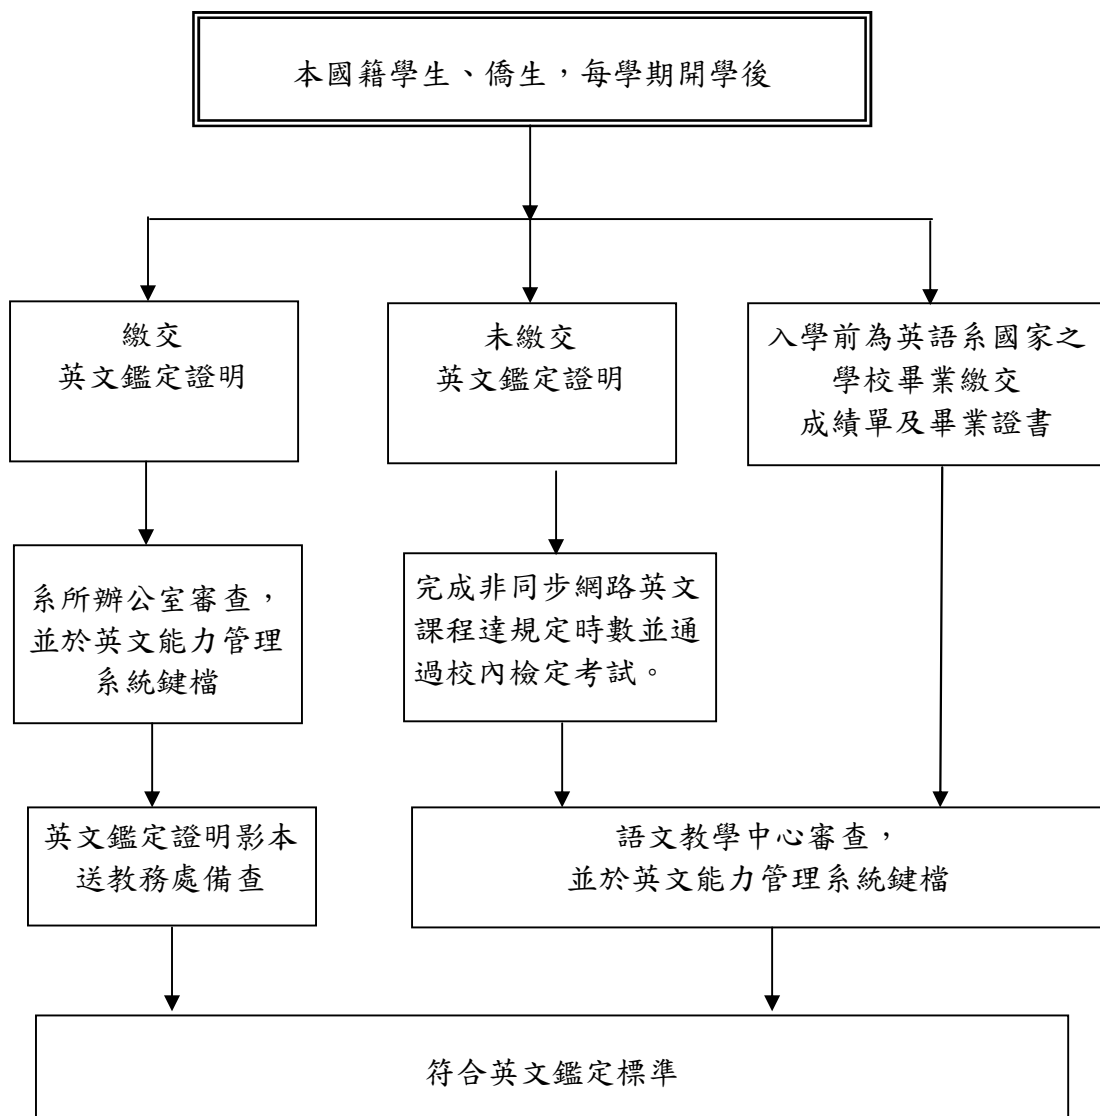 本國籍學生、僑生，每學期開學後
繳交
英文鑑定證明
未繳交
英文鑑定證明
入學前為英語系國家之
學校畢業繳交
成績單及畢業證書
系所辦公室審查，
並於英文能力管理
系統鍵檔
完成非同步網路英文
課程達規定時數並通
過校內檢定考試。
英文鑑定證明影本
送教務處備查
語文教學中心審查，
並於英文能力管理系統鍵檔
符合英文鑑定標準